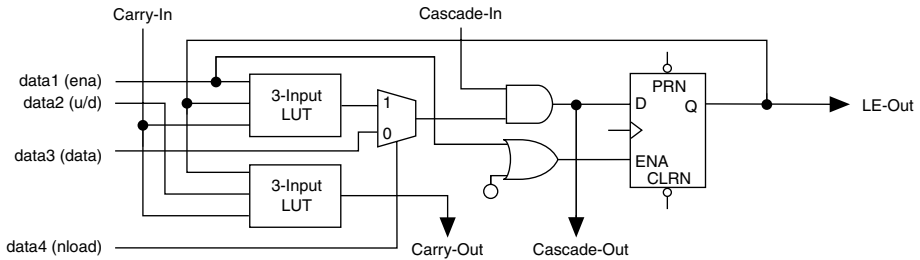 Carry-In
Cascade-In
data1 (ena)
data2 (u/d)
data3 (data)
data4 (nload)
3-Input
LUT
1
0
3-Input
LUT
PRN
D
Q
ENA
CLRN
LE-Out
Carry-Out
Cascade-Out